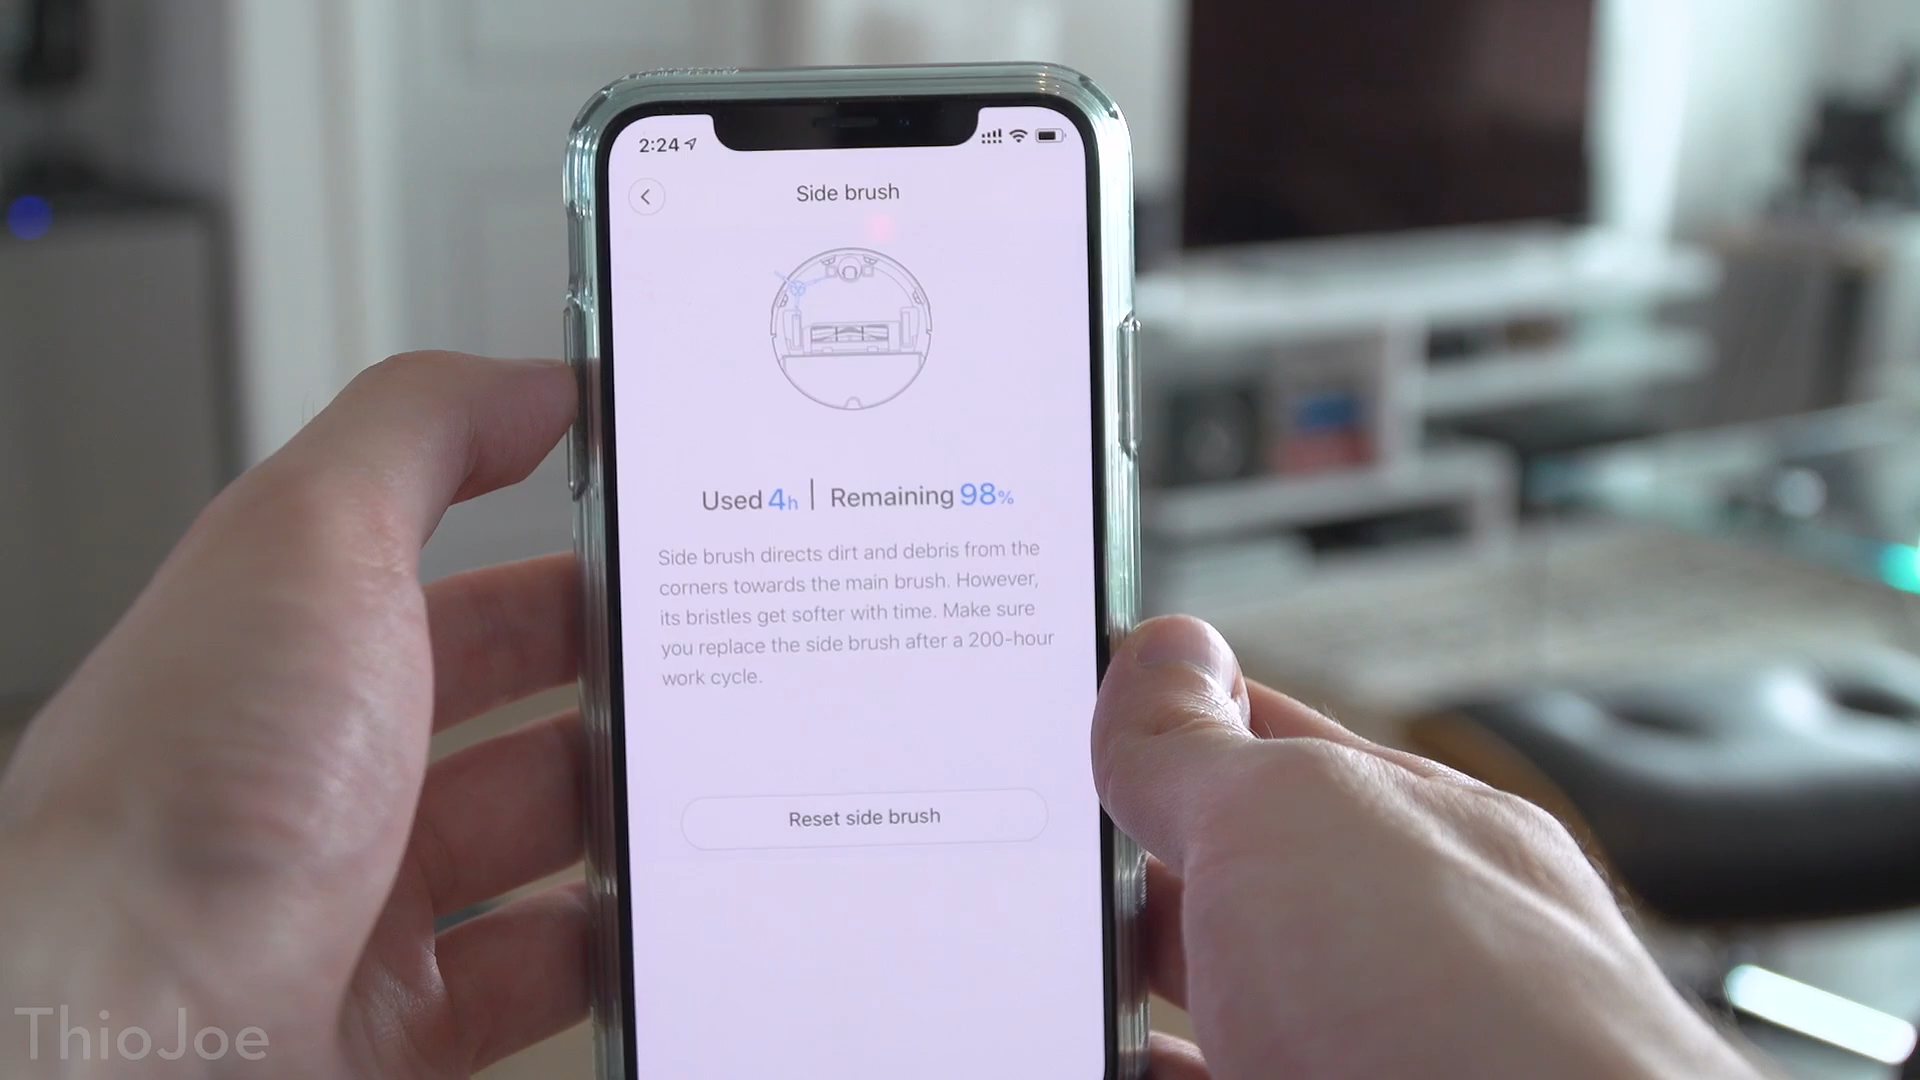 2:24
Side brush
Used 4h | Remaining 98%
Side brush directs dirt and debris from the
corners towards the main brush. However,
its bristles get softer with time. Make sure
you replace the side brush after a 200-hour
work cycle.
Reset side brush
ThioJoe